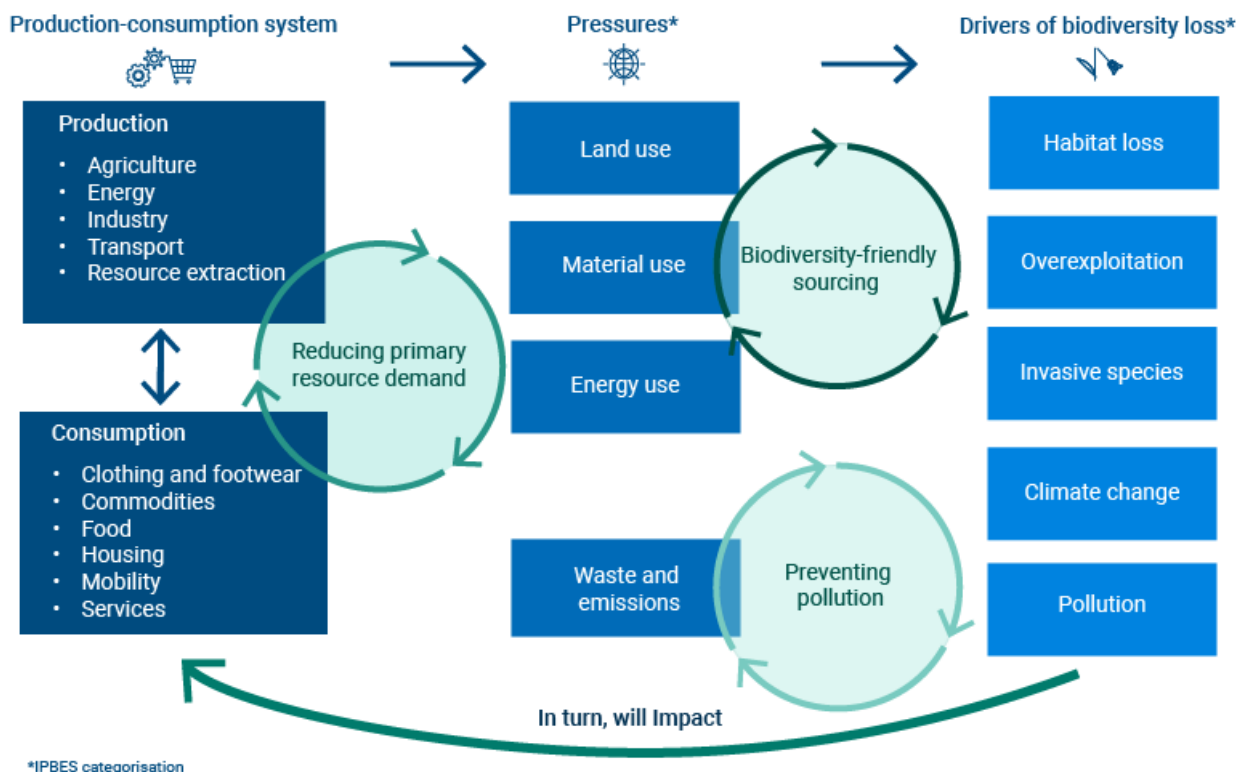 Production-consumption system
Pressures*
Drivers of biodiversity loss*
Production
• Agriculture
• Energy
• Industry
• Transport
• Resource extraction
Consumption
• Clothing and footwear
• Commodities
• Food
• Housing
• Mobility
• Services
Reducing primary
resource demand
Land use
Material use
Energy use
Waste and
emissions
Biodiversity-friendly
sourcing
Preventing
pollution
Habitat loss
Overexploitation
Invasive species
Climate change
Pollution
In turn, will Impact
*IPBES categorisation